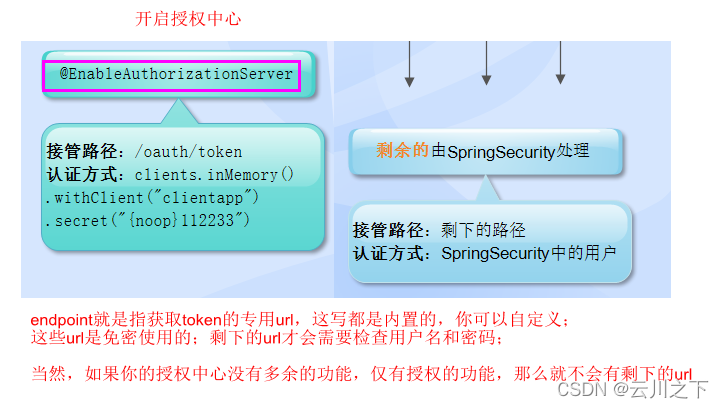 开启授权中心
@EnableAuthorizationServer
接管路径：/oauth/token
认证方式：clients.inMemory()
.withClient("clientapp")
.secret("{noop}112233")
剩余的由SpringSecurity处理
接管路径：剩下的路径
认证方式：SpringSecurity中的用户
endpoint就是指获取token的专用url，这写都是内置的，你可以自定义；
这些url是免密使用的；剩下的url才会需要检查用户名和密码；
当然，如果你的授权中心没有多余的功能，仅有授权的功能，那么就不会有剩下的url
CSDN @云川之下